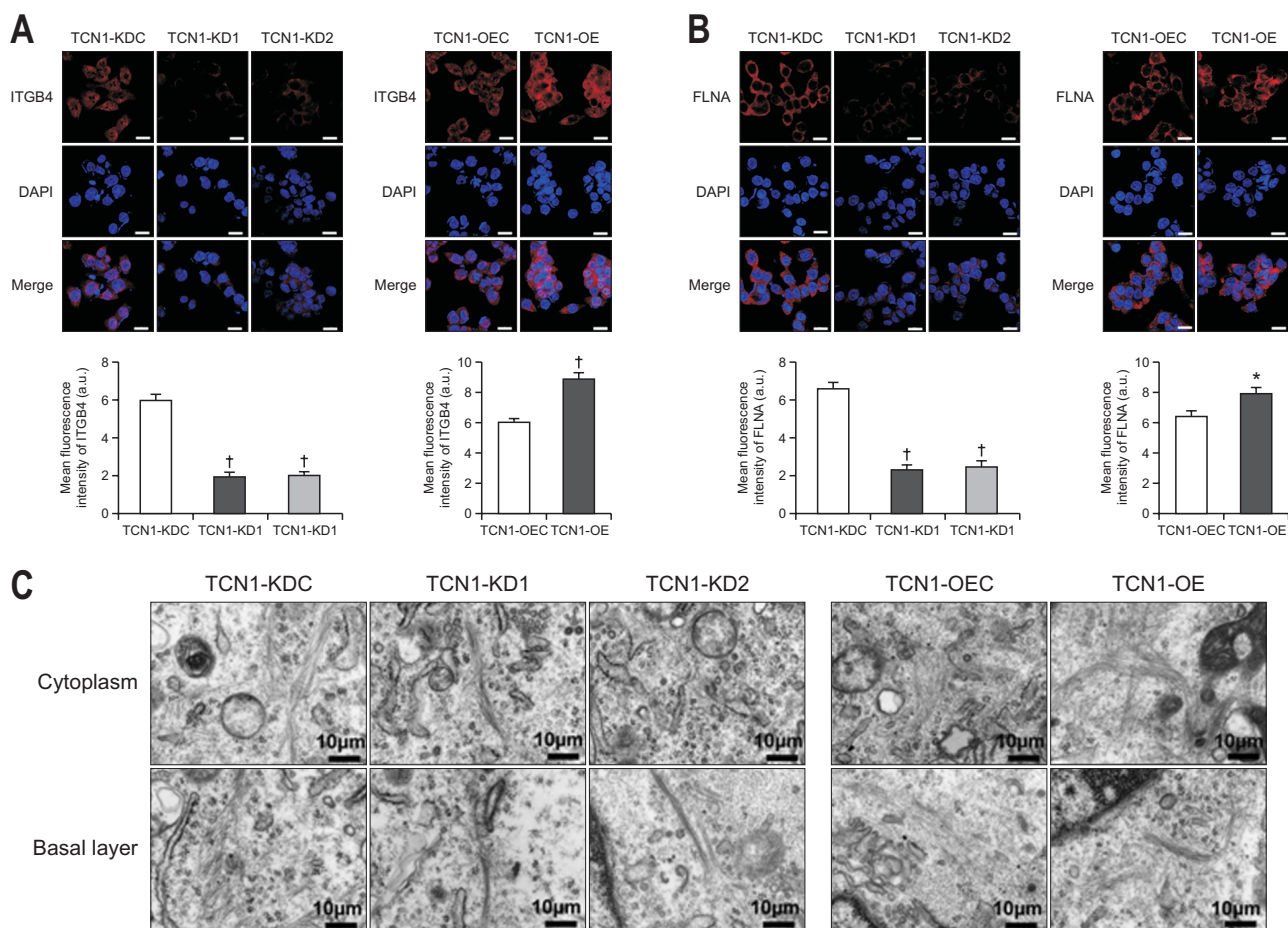 A
TCN1-KDC TCN1-KD1 TCN1-KD2
ITGB4
DAPI
Merge
TCN1-OEC TCN1-OE
ITGB4
DAPI
Merge
Mean fluorescence
intensity of ITGB4 (a.u.)
8
6
4
2
0
† †
TCN1-KDC TCN1-KD1 TCN1-KD1
Mean fluorescence
intensity of ITGB4 (a.u.)
10
8
6
4
2
0
†
TCN1-OEC TCN1-OE
B
TCN1-KDC TCN1-KD1 TCN1-KD2
FLNA
DAPI
Merge
TCN1-OEC TCN1-OE
FLNA
DAPI
Merge
Mean fluorescence
intensity of FLNA (a.u.)
8
6
4
2
0
† †
TCN1-KDC TCN1-KD1 TCN1-KD1
Mean fluorescence
intensity of FLNA (a.u.)
10
8
6
4
2
0
*
TCN1-OEC TCN1-OE
C
TCN1-KDC TCN1-KD1 TCN1-KD2 TCN1-OEC TCN1-OE
Cytoplasm
10µm 10µm 10µm 10µm 10µm
Basal layer
10µm 10µm 10µm 10µm 10µm